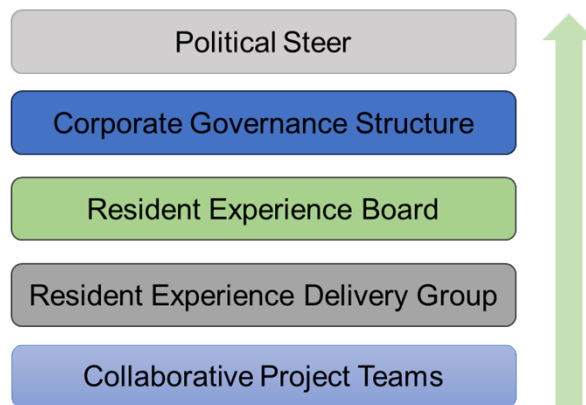 Political Steer
Corporate Governance Structure
Resident Experience Board
Resident Experience Delivery Group
Collaborative Project Teams